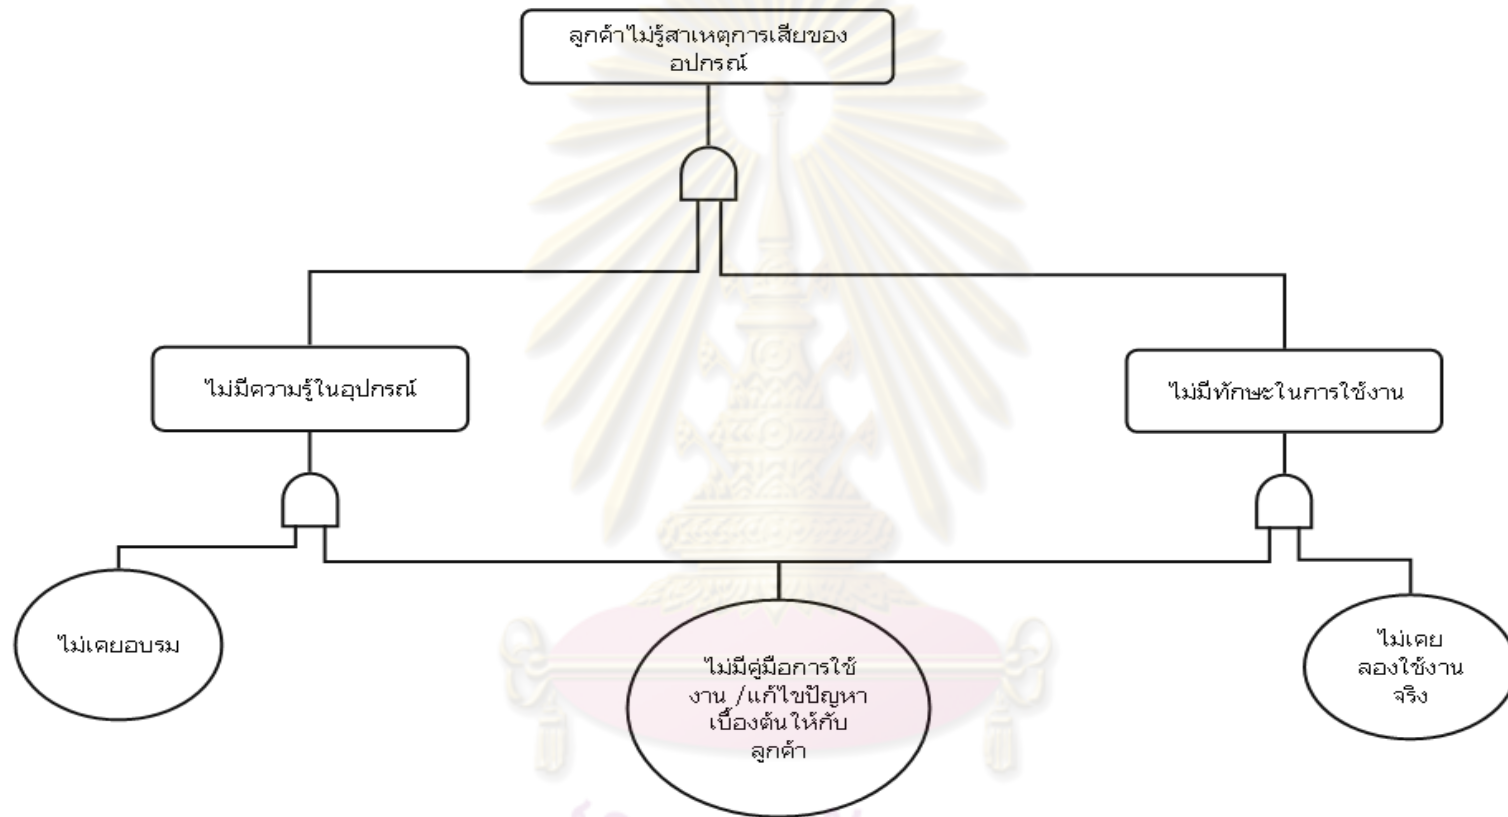 ลูกค้าไม่รู้สาเหตุการเสียของ
อปกรณ์
ไม่มีความรู้ในอุปกรณ์
ไม่มีทักษะในการใช้งาน
ไม่เคยอบรม
ไม่มีคู่มือการใช้
งาน /แก้ไขปัญหา
เบื้องต้นให้กับ
ลูกค้า
ไม่เคย
ลองใช้งาน
จริง